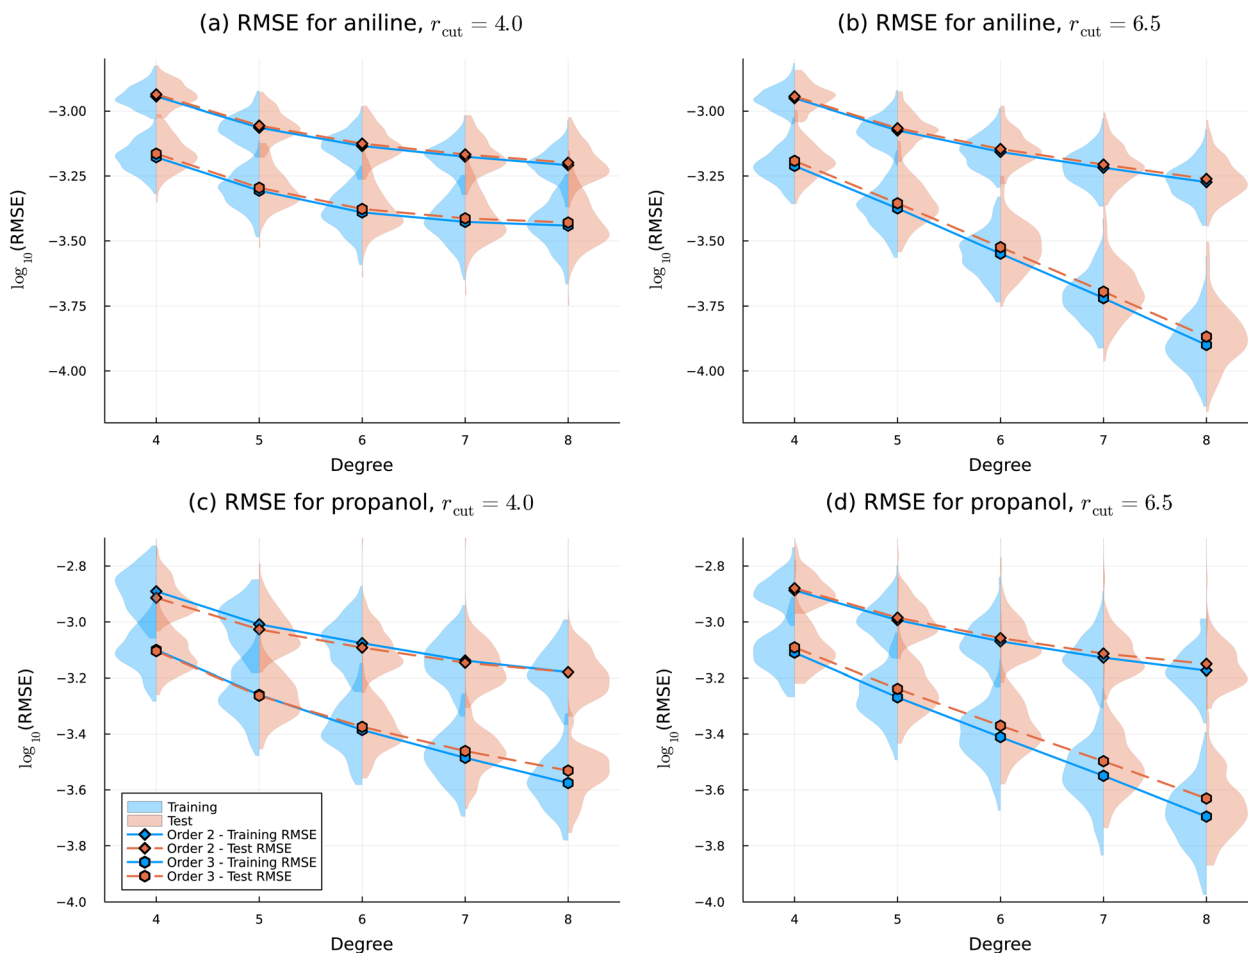 (a) RMSE for aniline, r_cut = 4.0
(b) RMSE for aniline, r_cut = 6.5
log₁₀(RMSE)
−3.00
−3.25
−3.50
−3.75
−4.00
4 5 6 7 8
Degree
log₁₀(RMSE)
−3.00
−3.25
−3.50
−3.75
−4.00
4 5 6 7 8
Degree
(c) RMSE for propanol, r_cut = 4.0
(d) RMSE for propanol, r_cut = 6.5
log₁₀(RMSE)
−2.8
−3.0
−3.2
−3.4
−3.6
−3.8
−4.0
Training
Test
Order 2 - Training RMSE
Order 2 - Test RMSE
Order 3 - Training RMSE
Order 3 - Test RMSE
4 5 6 7 8
Degree
log₁₀(RMSE)
−2.8
−3.0
−3.2
−3.4
−3.6
−3.8
−4.0
4 5 6 7 8
Degree